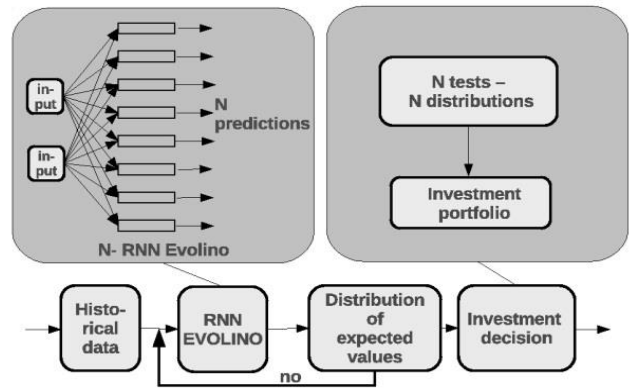 in-
put
in-
put
N
predictions
N- RNN Evolino
N tests –
N distributions
Investment
portfolio
Histo-
rical
data
RNN
EVOLINO
Distribution
of
expected
values
Investment
decision
no